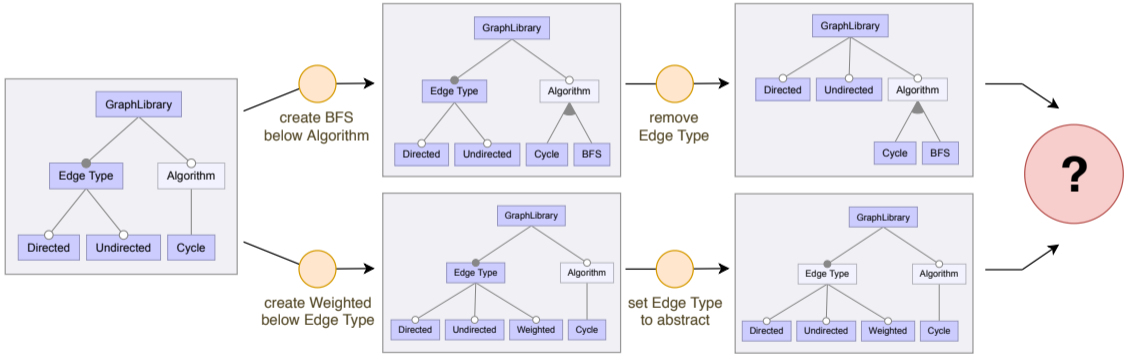 GraphLibrary
Edge Type
Algorithm
Directed
Undirected
Cycle
create BFS
below Algorithm
GraphLibrary
Edge Type
Algorithm
Directed
Undirected
Cycle
BFS
remove
Edge Type
GraphLibrary
Directed
Undirected
Algorithm
Cycle
BFS
create Weighted
below Edge Type
GraphLibrary
Edge Type
Algorithm
Directed
Undirected
Weighted
Cycle
set Edge Type
to abstract
GraphLibrary
Edge Type
Algorithm
Directed
Undirected
Weighted
Cycle
?